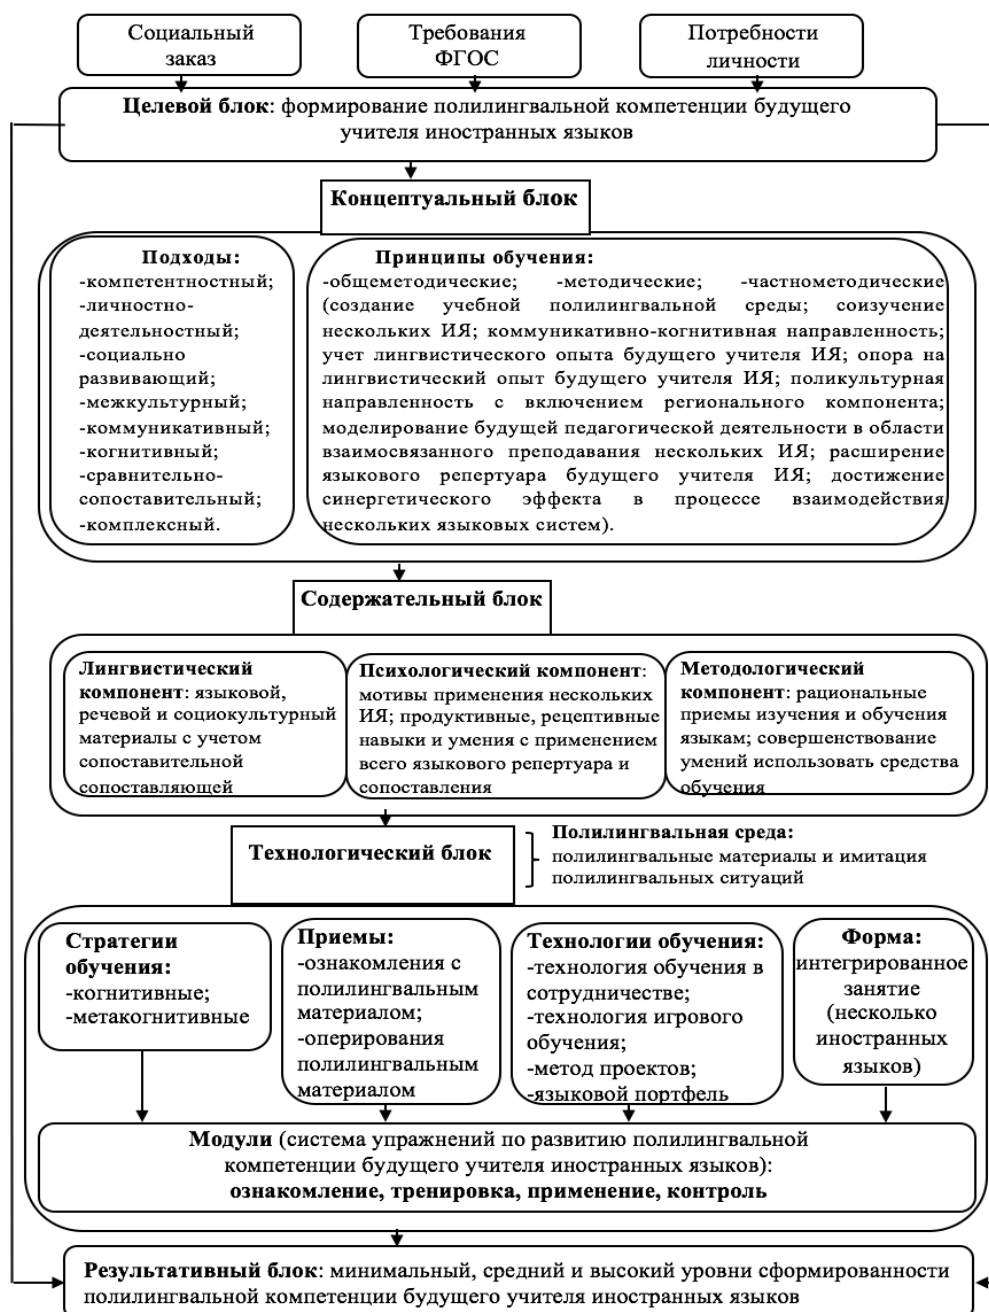 Социальный
заказ
Требования
ФГОС
Потребности
личности
Целевой блок: формирование полилингвальной компетенции будущего
учителя иностранных языков
Концептуальный блок
Подходы:
-компетентностный;
-личностно-
деятельностный;
-социально
развивающий;
-межкультурный;
-коммуникативный;
-когнитивный;
-сравнительно-
сопоставительный;
-комплексный.
Принципы обучения:
-общеметодические; -методические; -частнометодические
(создание учебной полилингвальной среды; соизучение
нескольких ИЯ; коммуникативно-когнитивная направленность;
учет лингвистического опыта будущего учителя ИЯ; опора на
лингвистический опыт будущего учителя ИЯ; поликультурная
направленность с включением регионального компонента;
моделирование будущей педагогической деятельности в области
взаимосвязанного преподавания нескольких ИЯ; расширение
языкового репертуара будущего учителя ИЯ; достижение
синергетического эффекта в процессе взаимодействия
нескольких языковых систем).
Содержательный блок
Лингвистический
компонент: языковой,
речевой и социокультурный
материалы с учетом
сопоставительной
сопоставляющей
Психологический компонент:
мотивы применения нескольких
ИЯ; продуктивные, рецептивные
навыки и умения с применением
всего языкового репертуара и
сопоставления
Методологический
компонент: рациональные
приемы изучения и обучения
языкам; совершенствование
умений использовать средства
обучения
Технологический блок
Полилингвальная среда:
полилингвальные материалы и имитация
полилингвальных ситуаций
Стратегии
обучения:
-когнитивные;
-метакогнитивные
Приемы:
-ознакомления с
полилингвальным
материалом;
-оперирования
полилингвальным
материалом
Технологии обучения:
-технология обучения в
сотрудничестве;
-технология игрового
обучения;
-метод проектов;
-языковой портфель
Форма:
интегрированное
занятие
(несколько
иностранных
языков)
Модули (система упражнений по развитию полилингвальной
компетенции будущего учителя иностранных языков):
ознакомление, тренировка, применение, контроль
Результативный блок: минимальный, средний и высокий уровни сформированности
полилингвальной компетенции будущего учителя иностранных языков